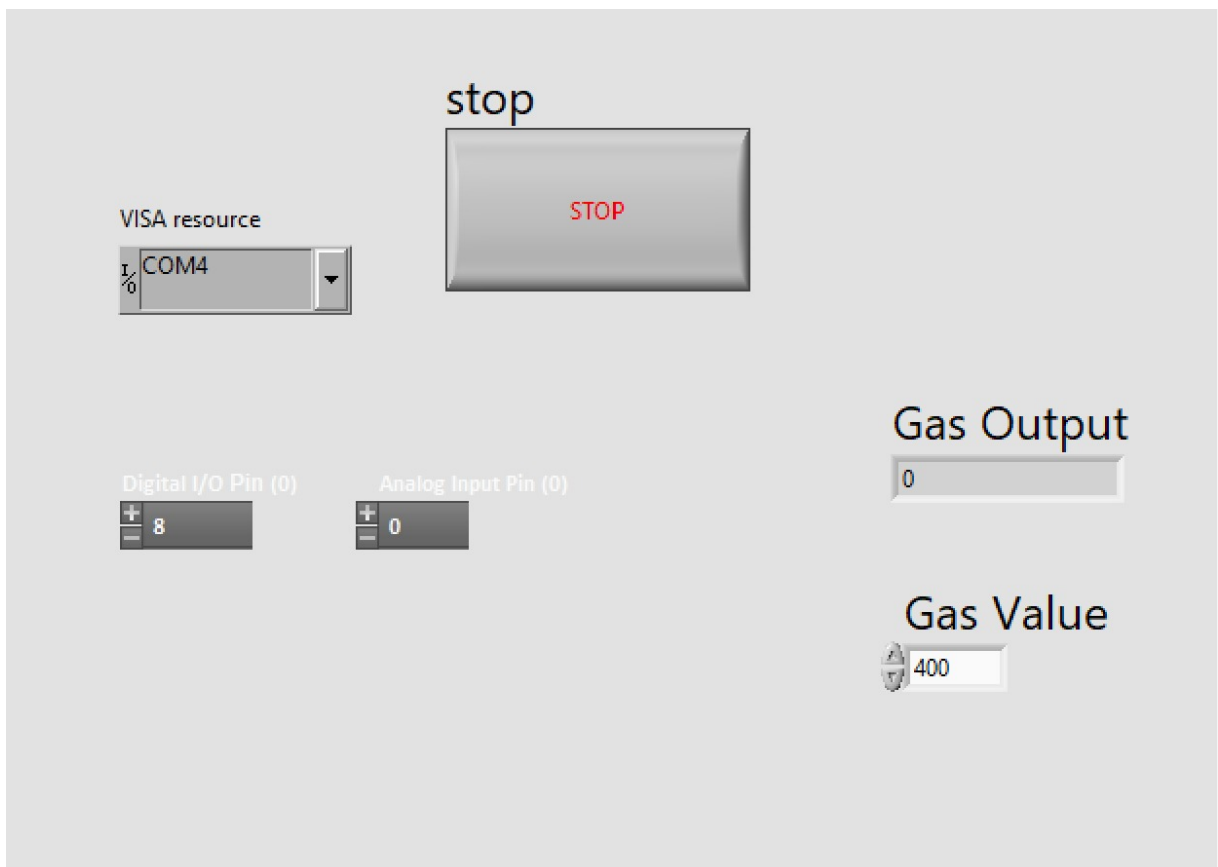 stop
STOP
VISA resource
I/O COM4
Gas Output
0
Digital I/O Pin (0)
8
Analog Input Pin (0)
0
Gas Value
400